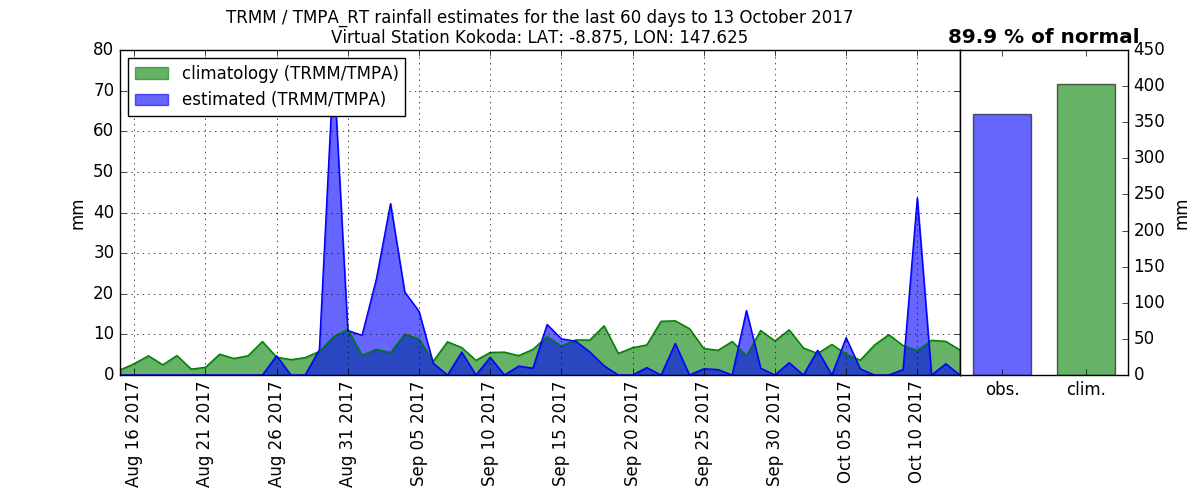 TRMM / TMPA_RT rainfall estimates for the last 60 days to 13 October 2017
Virtual Station Kokoda: LAT: -8.875, LON: 147.625
89.9 % of normal
climatology (TRMM/TMPA)
estimated (TRMM/TMPA)
80
70
60
50
40
30
20
10
0
mm
Aug 16 2017
Aug 21 2017
Aug 26 2017
Aug 31 2017
Sep 05 2017
Sep 10 2017
Sep 15 2017
Sep 20 2017
Sep 25 2017
Sep 30 2017
Oct 05 2017
Oct 10 2017
450
400
350
300
250
200
150
100
50
0
mm
obs.
clim.